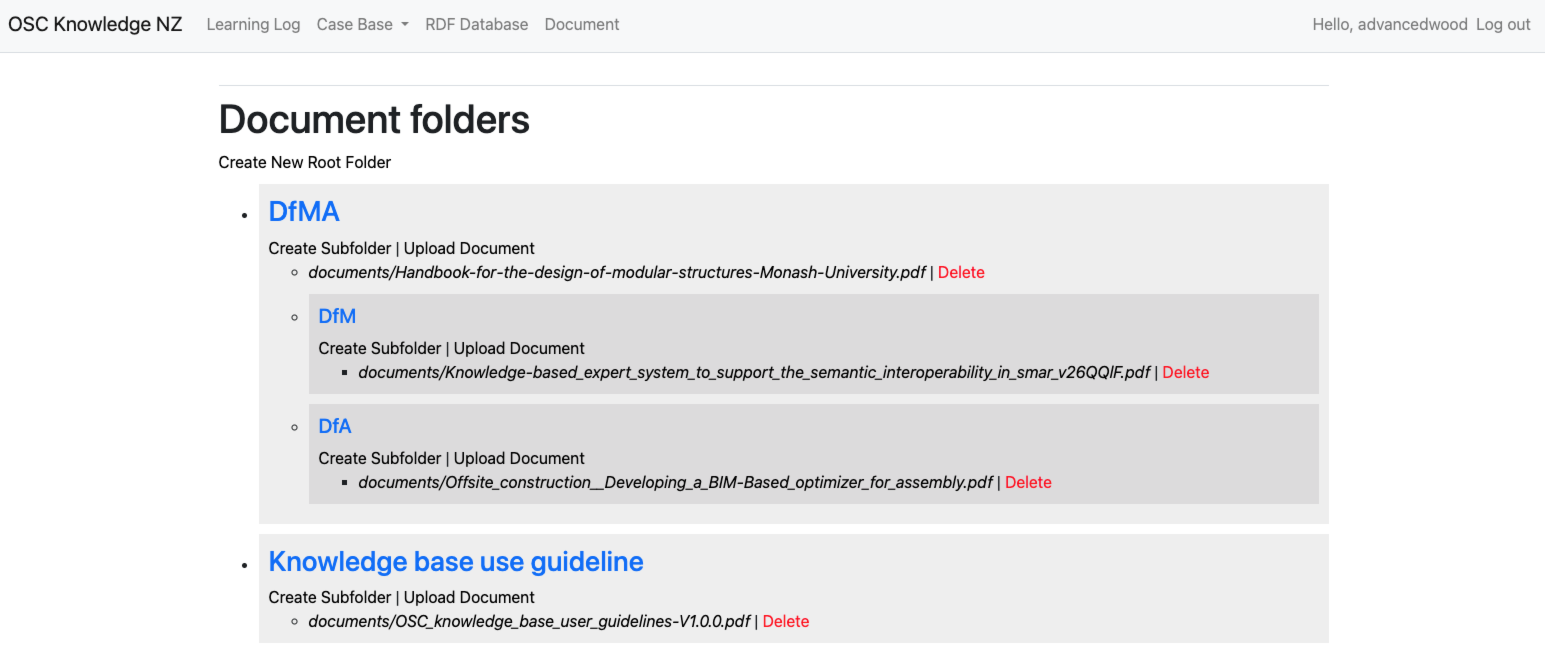 OSC Knowledge NZ Learning Log Case Base RDF Database Document Hello, advancedwood Log out
Document folders
Create New Root Folder
DfMA
Create Subfolder | Upload Document
documents/Handbook-for-the-design-of-modular-structures-Monash-University.pdf | Delete
DfM
Create Subfolder | Upload Document
documents/Knowledge-based_expert_system_to_support_the_semantic_interoperability_in_smar_v26QQlF.pdf | Delete
DfA
Create Subfolder | Upload Document
documents/Offsite_construction__Developing_a_BIM-Based_optimizer_for_assembly.pdf | Delete
Knowledge base use guideline
Create Subfolder | Upload Document
documents/OSC_knowledge_base_user_guidelines-V1.0.0.pdf | Delete